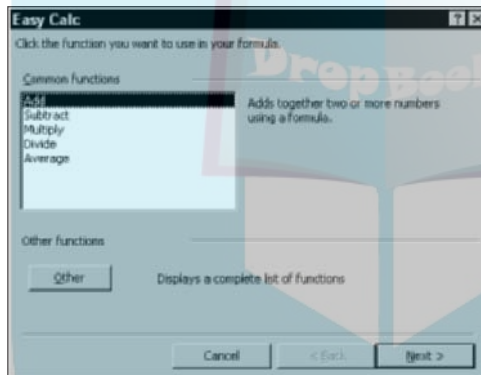 Easy Calc
Click the function you want to use in your formula.
DropBook
Common functions
Add
Subtract
Multiply
Divide
Average
Adds together two or more numbers
using a formula.
Other functions
Other
Displays a complete list of functions
Cancel
< Back
Next >